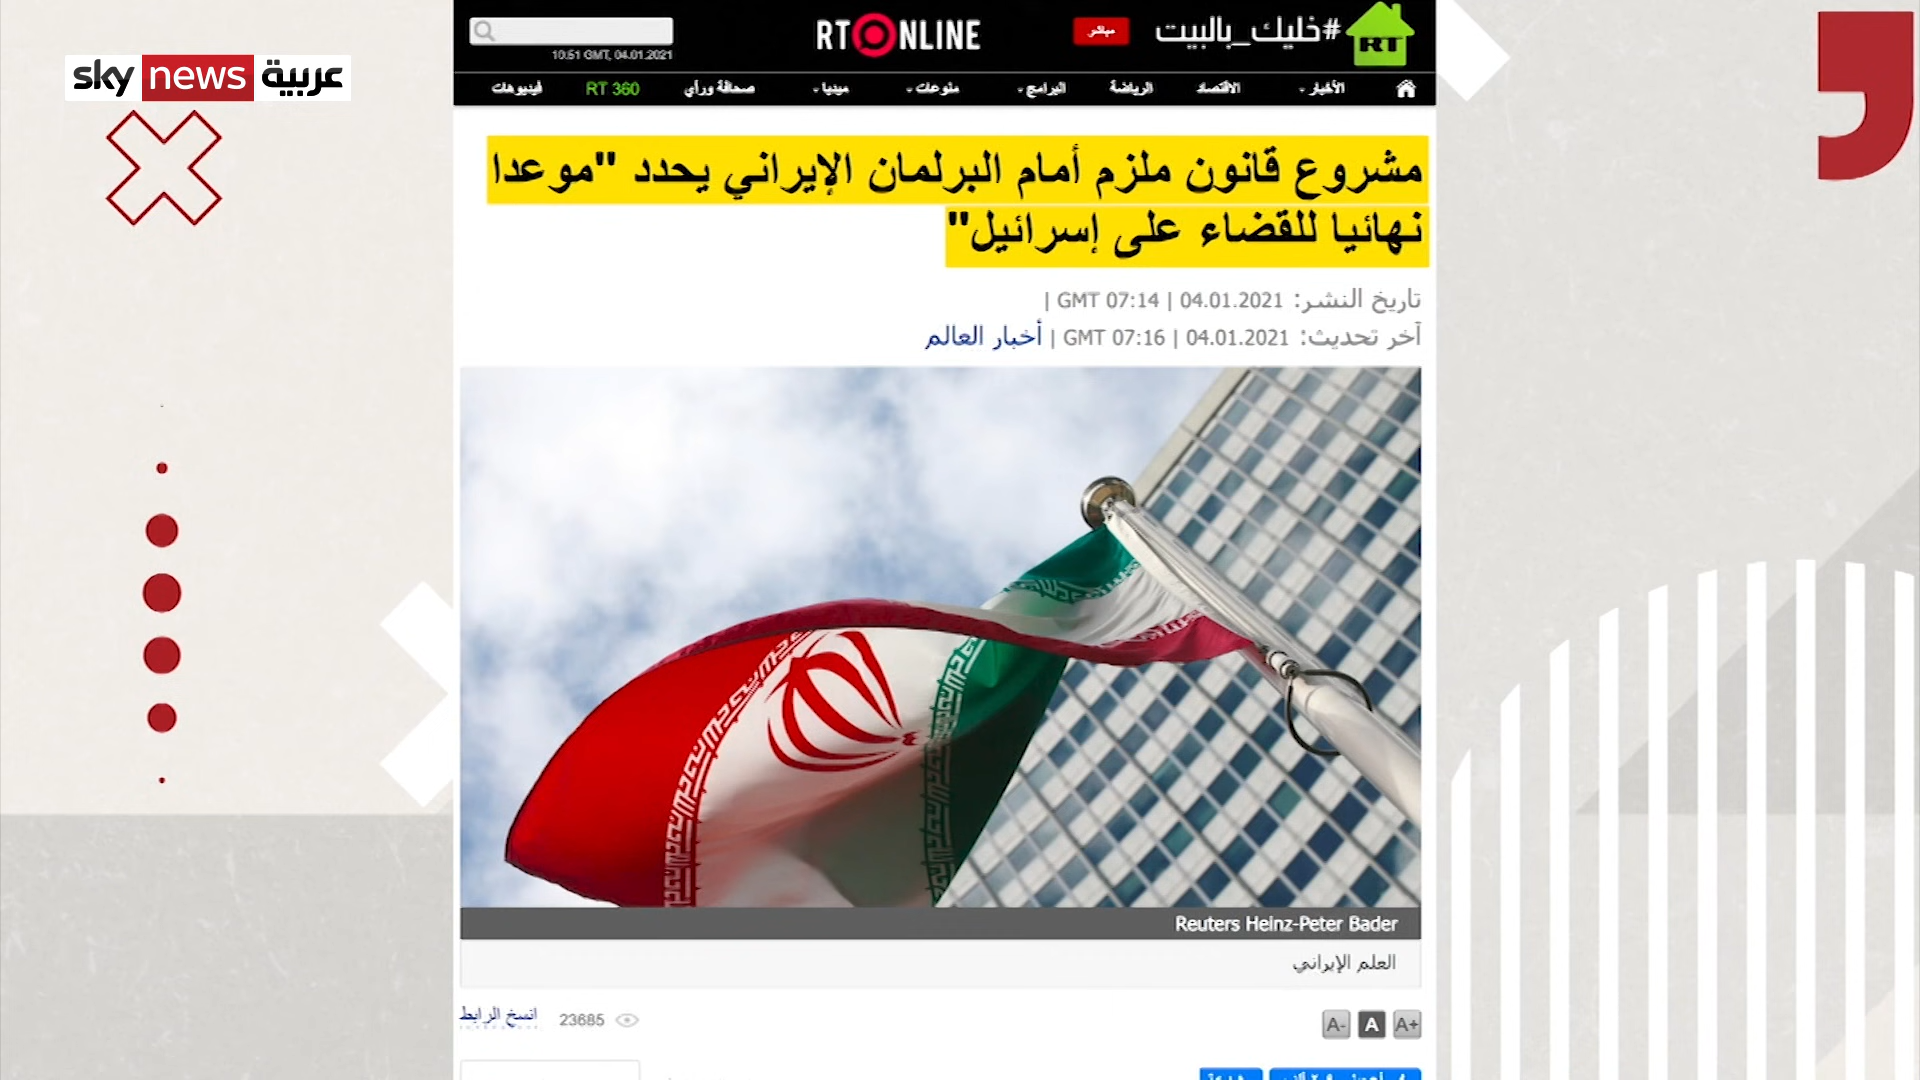 sky news عربية
RT ONLINE
مباشر
#خليك_بالبيت
RT
10:51 GMT, 04.01.2021
الأخبار
الاقتصاد
الرياضة
البرامج
منوعات
ميديا
صحافة ورأي
RT 360
فيديوهات
مشروع قانون ملزم أمام البرلمان الإيراني يحدد "موعدا
نهائيا للقضاء على إسرائيل"
تاريخ النشر: 04.01.2021 | 07:14 GMT |
آخر تحديث: 04.01.2021 | 07:16 GMT | أخبار العالم
Reuters Heinz-Peter Bader
العلم الإيراني
A- A A+
23685
انسخ الرابط